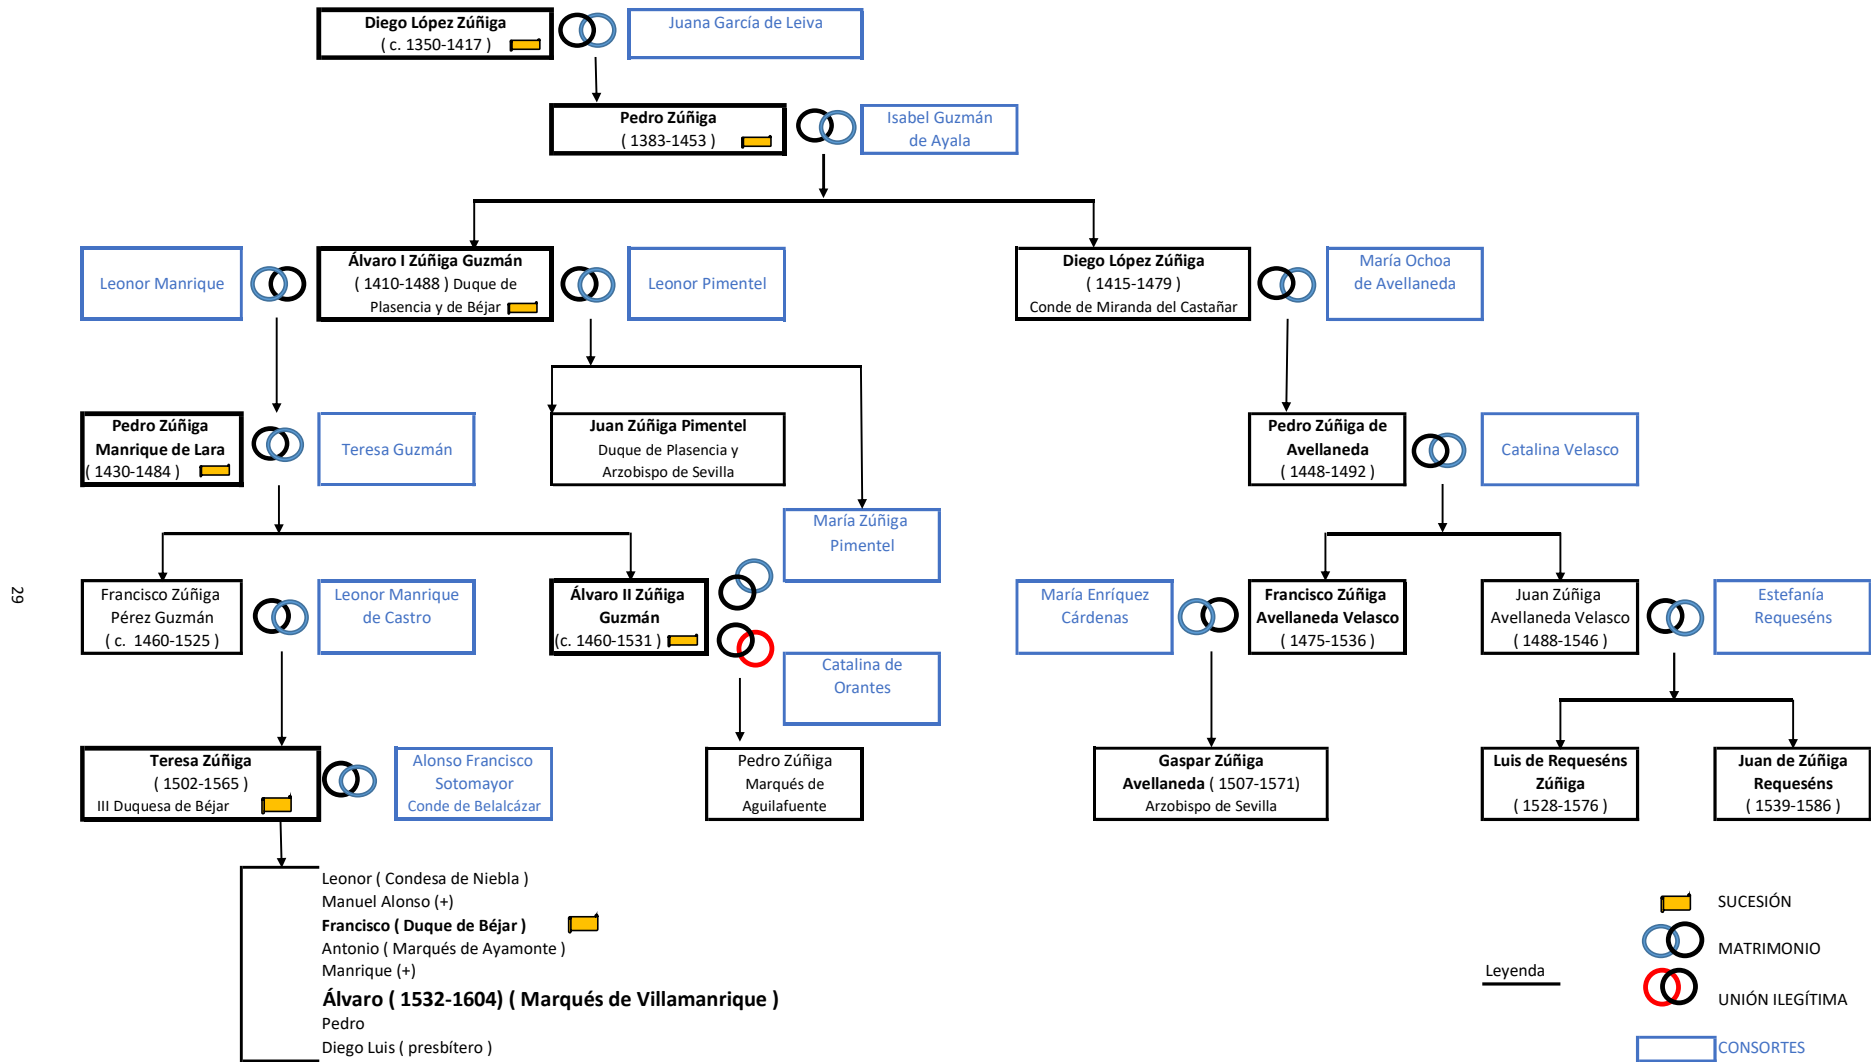 Diego López Zúñiga
( c. 1350-1417 )
Juana García de Leiva
Pedro Zúñiga
( 1383-1453 )
Isabel Guzmán
de Ayala
Leonor Manrique
Álvaro I Zúñiga Guzmán
( 1410-1488 ) Duque de
Plasencia y de Béjar
Leonor Pimentel
Diego López Zúñiga
( 1415-1479 )
Conde de Miranda del Castañar
María Ochoa
de Avellaneda
Pedro Zúñiga
Manrique de Lara
( 1430-1484 )
Teresa Guzmán
Juan Zúñiga Pimentel
Duque de Plasencia y
Arzobispo de Sevilla
Pedro Zúñiga de
Avellaneda
( 1448-1492 )
Catalina Velasco
María Zúñiga
Pimentel
Francisco Zúñiga
Pérez Guzmán
( c. 1460-1525 )
Leonor Manrique
de Castro
Álvaro II Zúñiga
Guzmán
(c. 1460-1531 )
Catalina de
Orantes
María Enríquez
Cárdenas
Francisco Zúñiga
Avellaneda Velasco
( 1475-1536 )
Juan Zúñiga
Avellaneda Velasco
( 1488-1546 )
Estefanía
Requeséns
29
Teresa Zúñiga
( 1502-1565 )
III Duquesa de Béjar
Alonso Francisco
Sotomayor
Conde de Belalcázar
Pedro Zúñiga
Marqués de
Aguilafuente
Gaspar Zúñiga
Avellaneda ( 1507-1571)
Arzobispo de Sevilla
Luis de Requeséns
Zúñiga
( 1528-1576 )
Juan de Zúñiga
Requeséns
( 1539-1586 )
Leonor ( Condesa de Niebla )
Manuel Alonso (+)
Francisco ( Duque de Béjar )
Antonio ( Marqués de Ayamonte )
Manrique (+)
Álvaro ( 1532-1604) ( Marqués de Villamanrique )
Pedro
Diego Luis ( presbítero )
Leyenda
SUCESIÓN
MATRIMONIO
UNIÓN ILEGÍTIMA
CONSORTES